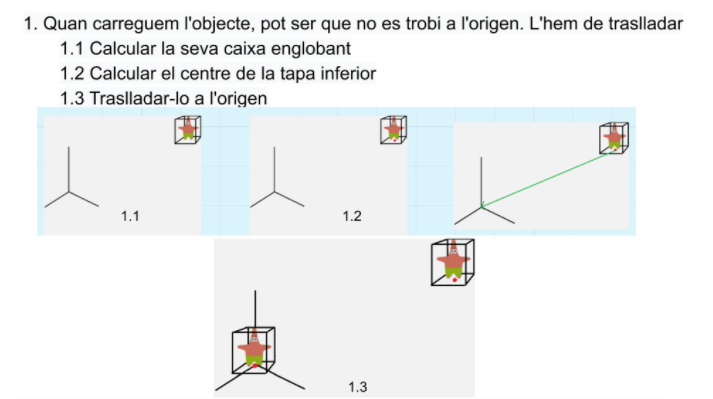 1. Quan carreguem l'objecte, pot ser que no es trobi a l'origen. L'hem de traslladar
1.1 Calcular la seva caixa englobant
1.2 Calcular el centre de la tapa inferior
1.3 Traslladar-lo a l'origen
1.1
1.2
1.3